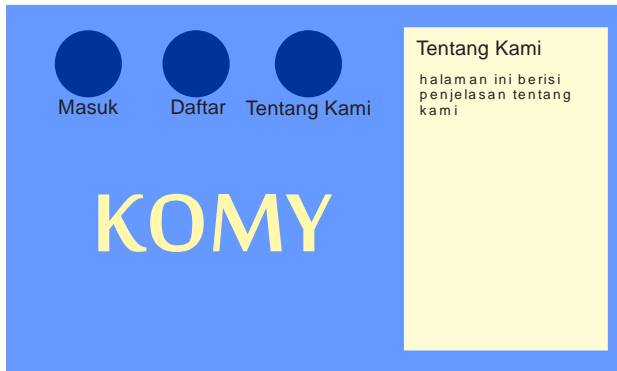 Masuk
Daftar
Tentang Kami
KOMY
Tentang Kami
halaman ini berisi
penjelasan tentang
kami